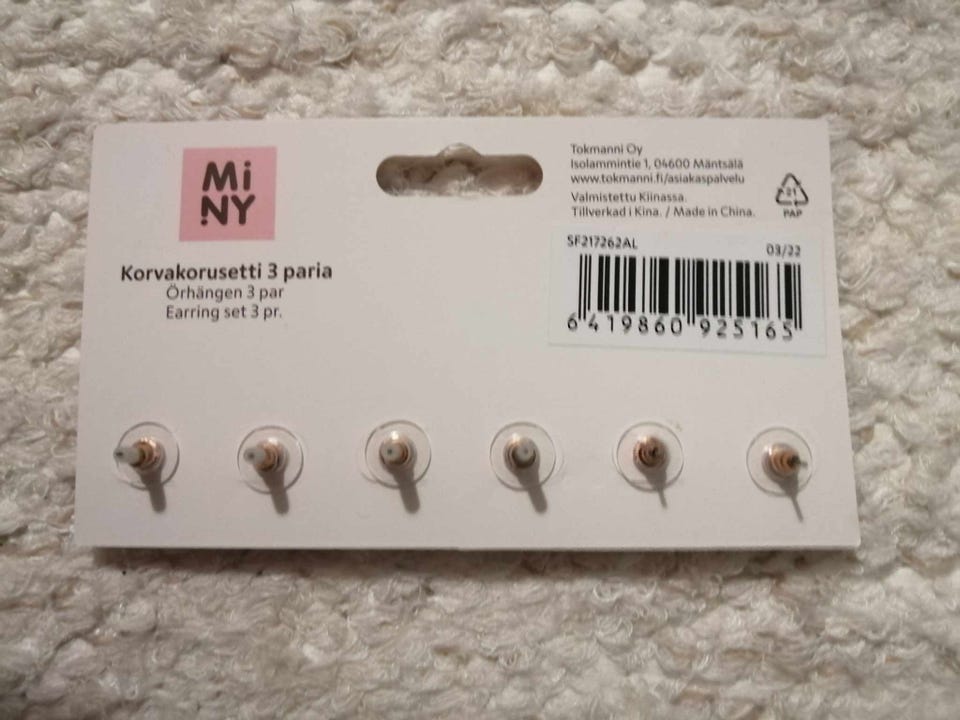 Mi
NY
Korvakorusetti 3 paria
Örhängen 3 par
Earring set 3 pr.
Tokmanni Oy
Isolammintie 1, 04600 Mäntsälä
www.tokmanni.fi/asiakaspalvelu
Valmistettu Kiinassa.
Tillverkad i Kina. / Made in China.
21
PAP
SF217262AL
03/22
6 419860 925165